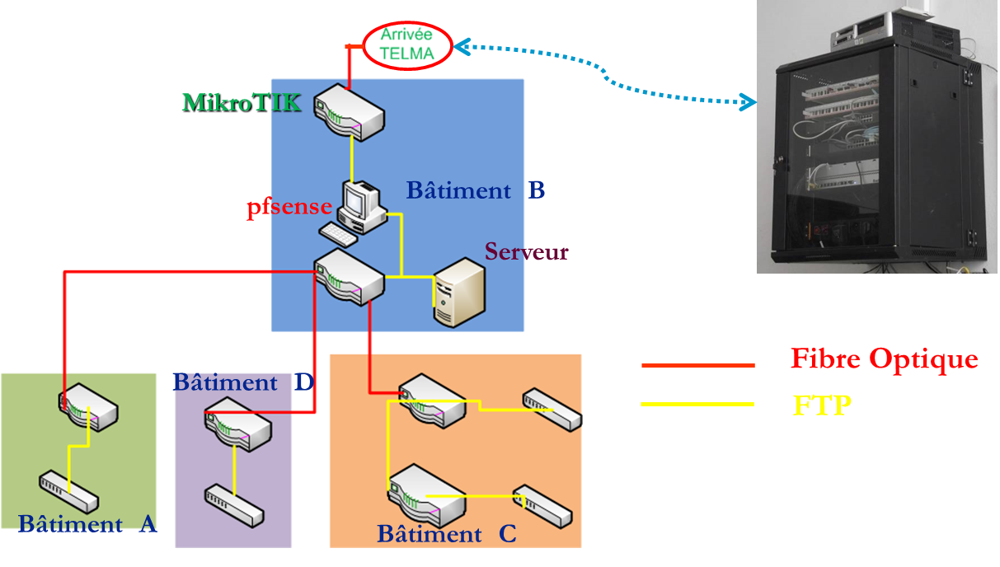 Arrivée
TELMA
MikroTIK
Bâtiment B
pfsense
Serveur
Fibre Optique
FTP
Bâtiment D
Bâtiment A
Bâtiment C